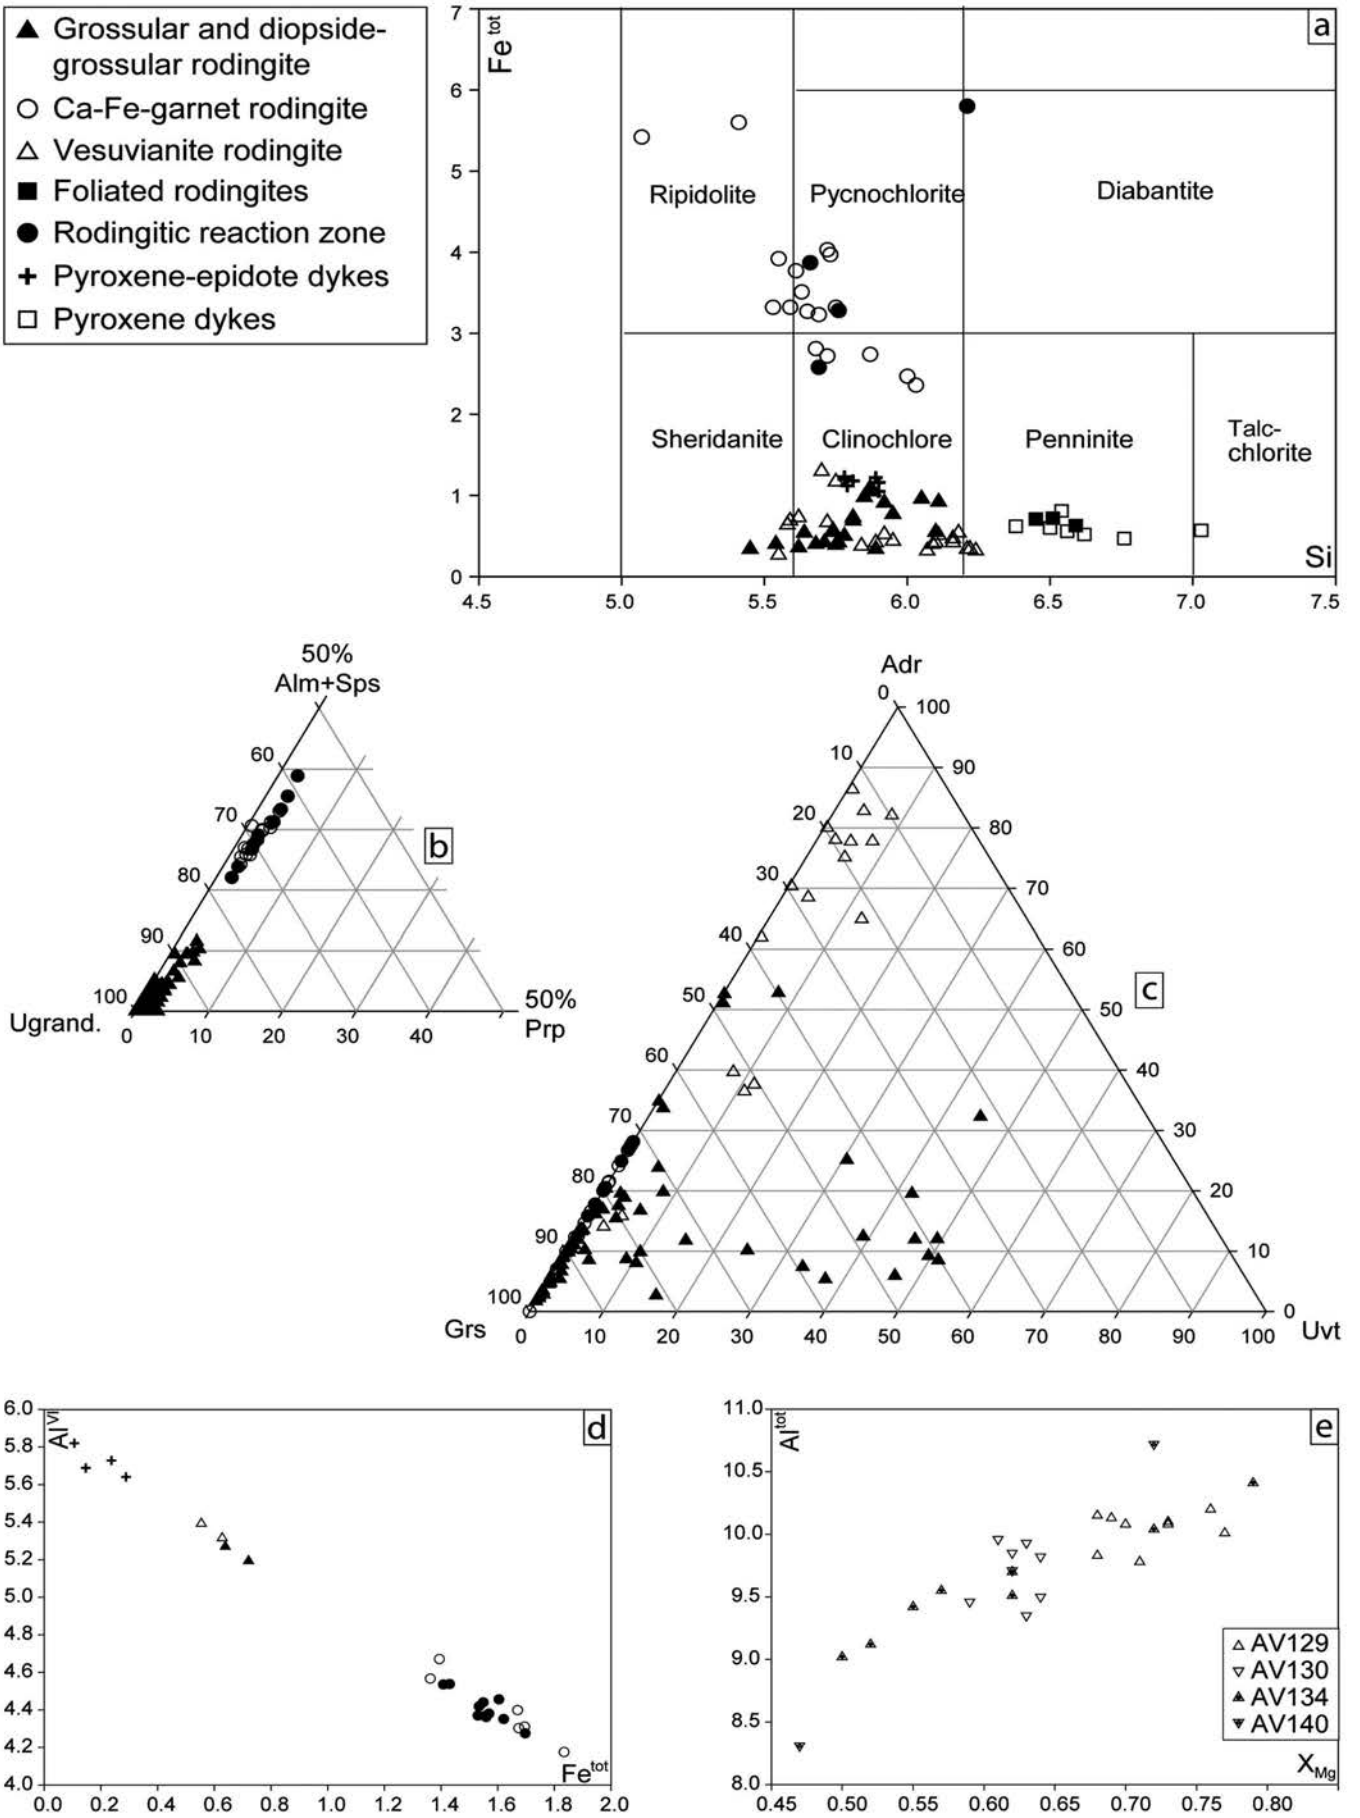 Grossular and diopside-
grossular rodingite
Ca-Fe-garnet rodingite
Vesuvianite rodingite
Foliated rodingites
Rodingitic reaction zone
Pyroxene-epidote dykes
Pyroxene dykes
a
Fe^tot
7
6
5
4
3
2
1
0
Ripidolite Pycnochlorite Diabantite
Sheridanite Clinochlore Penninite Talc-
chlorite
Si
4.5 5.0 5.5 6.0 6.5 7.0 7.5
50%
Alm+Sps
60
70
80
90
100
b
50%
Ugrand. Prp
0 10 20 30 40
Adr
0 100
10 90
20 80
30 70
40 60
c
50 50
60 40
70 30
80 20
90 10
100 0
Grs Uvt
0 10 20 30 40 50 60 70 80 90 100
d
Al^VI
6.0
5.8
5.6
5.4
5.2
5.0
4.8
4.6
4.4
4.2
4.0
Fe^tot
0.0 0.2 0.4 0.6 0.8 1.0 1.2 1.4 1.6 1.8 2.0
e
Al^tot
11.0
10.5
10.0
9.5
9.0
8.5
8.0
AV129
AV130
AV134
AV140
X_Mg
0.45 0.50 0.55 0.60 0.65 0.70 0.75 0.80